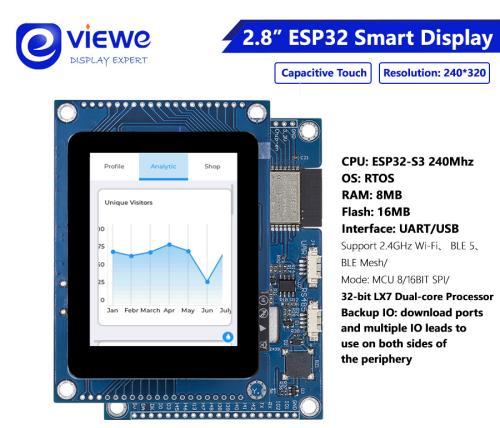 VIEWE
DISPLAY EXPERT
2.8” ESP32 Smart Display
Capacitive Touch
Resolution: 240*320
Profile
Analytic
Shop
Unique Visitors
75
50
25
0
Jan Febr March Apr May Jun July
CPU: ESP32-S3 240Mhz
OS: RTOS
RAM: 8MB
Flash: 16MB
Interface: UART/USB
Support 2.4GHz Wi-Fi、 BLE 5、
BLE Mesh/
Mode: MCU 8/16BIT SPI/
32-bit LX7 Dual-core Processor
Backup IO: download ports
and multiple IO leads to
use on both sides of
the periphery